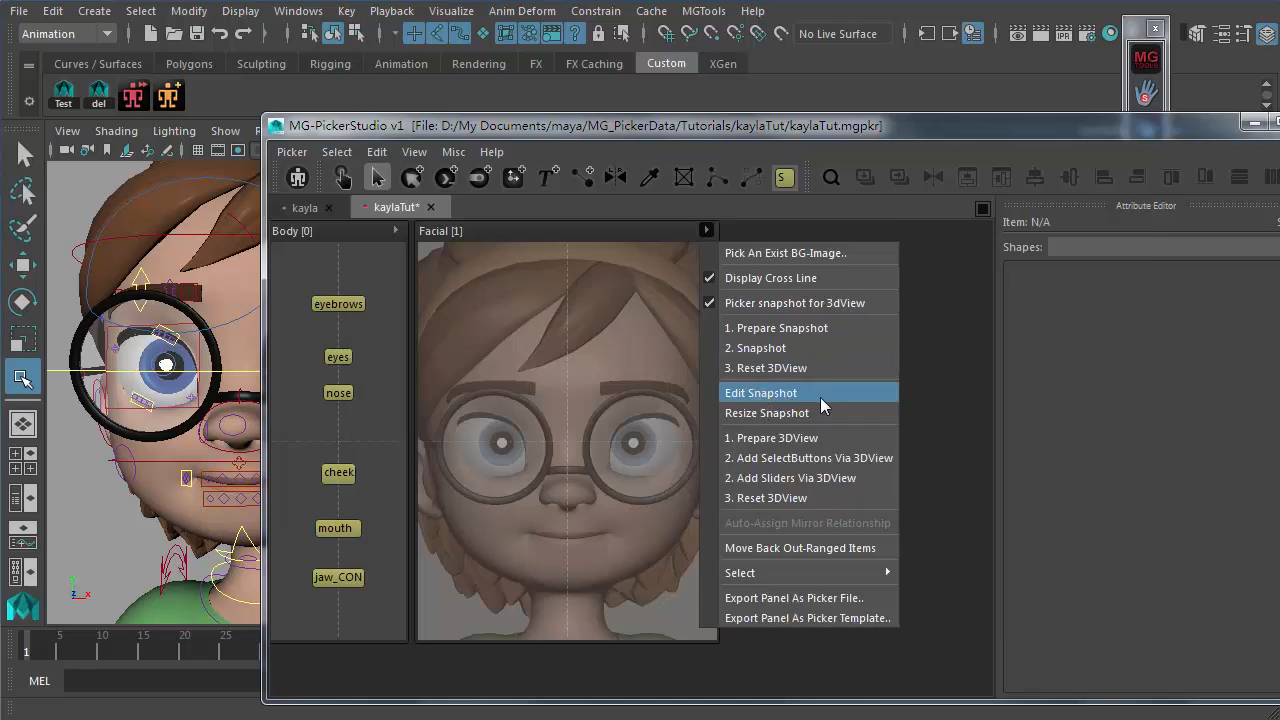 File Edit Create Select Modify Display Windows Key Playback Visualize Anim Deform Constrain Cache MGTools Help
Animation
No Live Surface
Curves / Surfaces Polygons Sculpting Rigging Animation Rendering FX FX Caching Custom XGen
MG
TOOLS
Test del
MG-PickerStudio v1 [File: D:/My Documents/maya/MG_PickerData/Tutorials/kaylaTut/kaylaTut.mgpkr]
View Shading Lighting Show
Picker Select Edit View Misc Help
S
kayla kaylaTut*
Attribute Editor
Body [0] Facial [1]
Item: N/A
Shapes:
eyebrows
eyes
nose
cheek
mouth
jaw_CON
Pick An Exist BG-Image..
Display Cross Line
Picker snapshot for 3dView
1. Prepare Snapshot
2. Snapshot
3. Reset 3DView
Edit Snapshot
Resize Snapshot
1. Prepare 3DView
2. Add SelectButtons Via 3DView
2. Add Sliders Via 3DView
3. Reset 3DView
Auto-Assign Mirror Relationship
Move Back Out-Ranged Items
Select
Export Panel As Picker File..
Export Panel As Picker Template..
y
z x
5 10 15 20 25
1
MEL